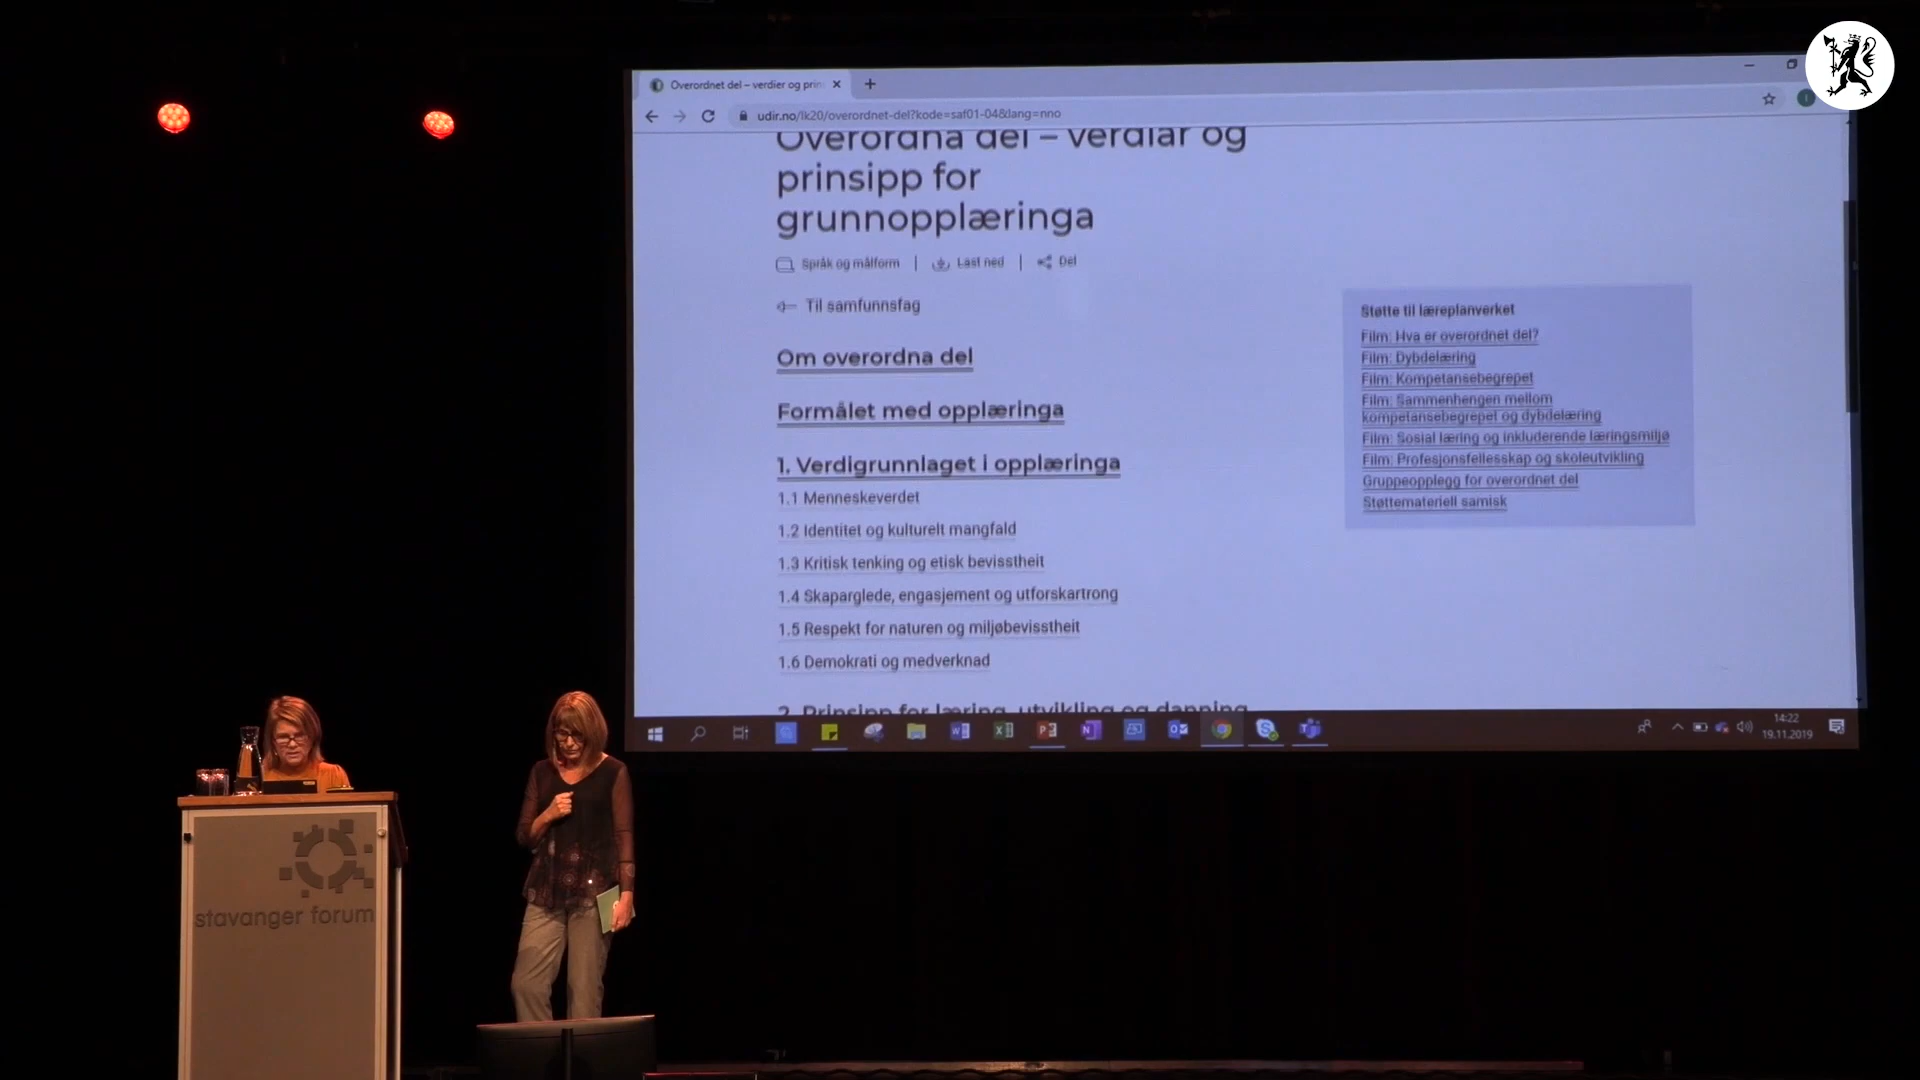 Overordnet del – verdier og prin
udir.no/lk20/overordnet-del?kode=saf01-04&lang=nno
Overordna del – verdiar og
prinsipp for
grunnopplæringa
Språk og målform | Last ned | Del
Til samfunnsfag
Om overordna del
Formålet med opplæringa
1. Verdigrunnlaget i opplæringa
1.1 Menneskeverdet
1.2 Identitet og kulturelt mangfald
1.3 Kritisk tenking og etisk bevisstheit
1.4 Skaparglede, engasjement og utforskartrong
1.5 Respekt for naturen og miljøbevisstheit
1.6 Demokrati og medverknad
2. Prinsipp for læring, utvikling og danning
Støtte til læreplanverket
Film: Hva er overordnet del?
Film: Dybdelæring
Film: Kompetansebegrepet
Film: Sammenhengen mellom
kompetansebegrepet og dybdelæring
Film: Sosial læring og inkluderende læringsmiljø
Film: Profesjonsfellesskap og skoleutvikling
Gruppeopplegg for overordnet del
Støttemateriell samisk
14:22
19.11.2019
stavanger forum